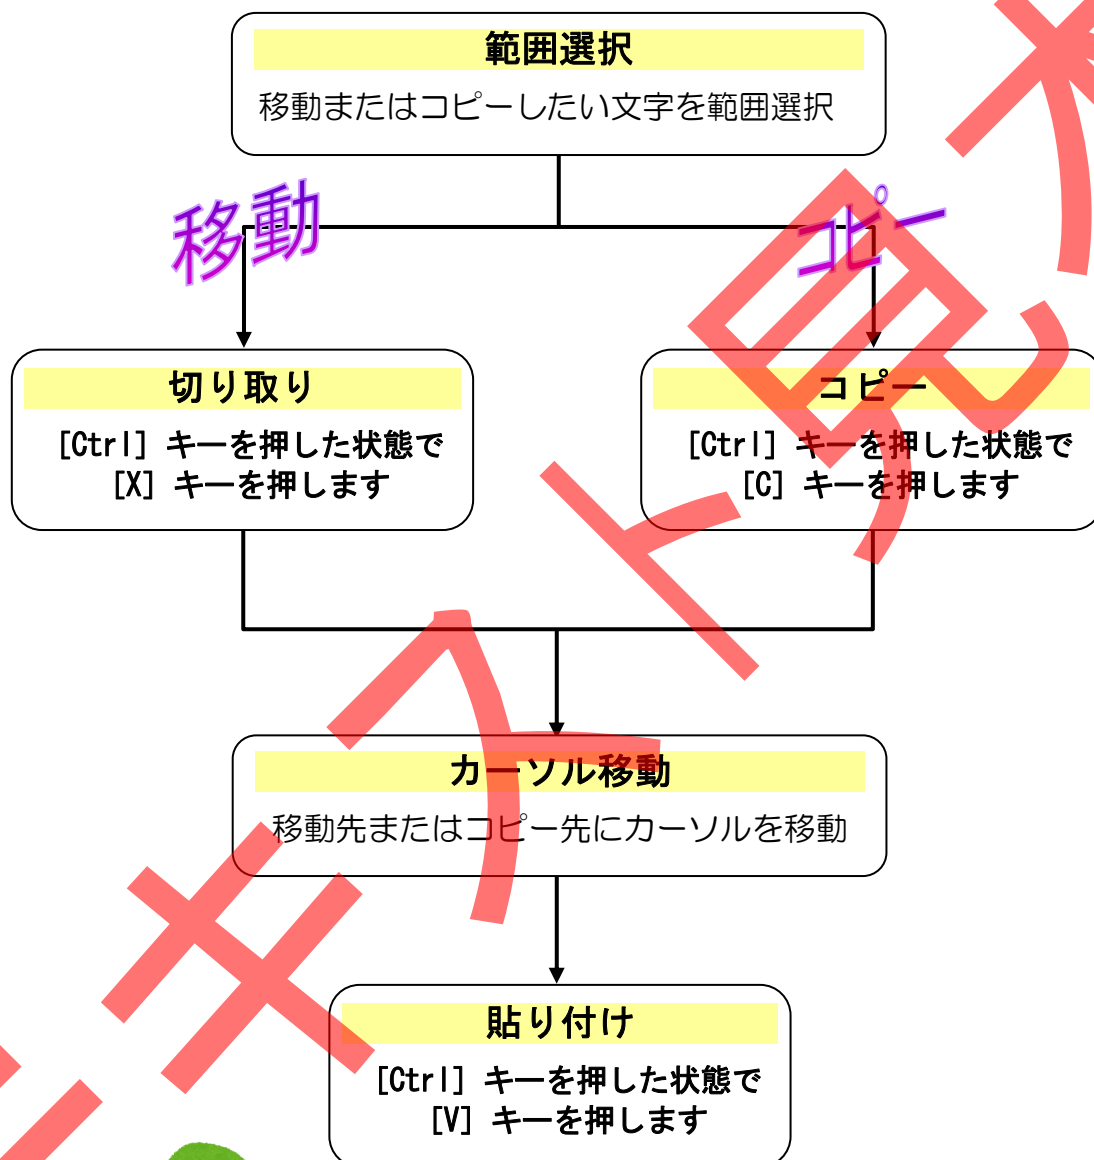 範囲選択
移動またはコピーしたい文字を範囲選択
移動
コピー
切り取り
[Ctrl] キーを押した状態で
[X] キーを押します
コピー
[Ctrl] キーを押した状態で
[C] キーを押します
カーソル移動
移動先またはコピー先にカーソルを移動
貼り付け
[Ctrl] キーを押した状態で
[V] キーを押します
キスト見本